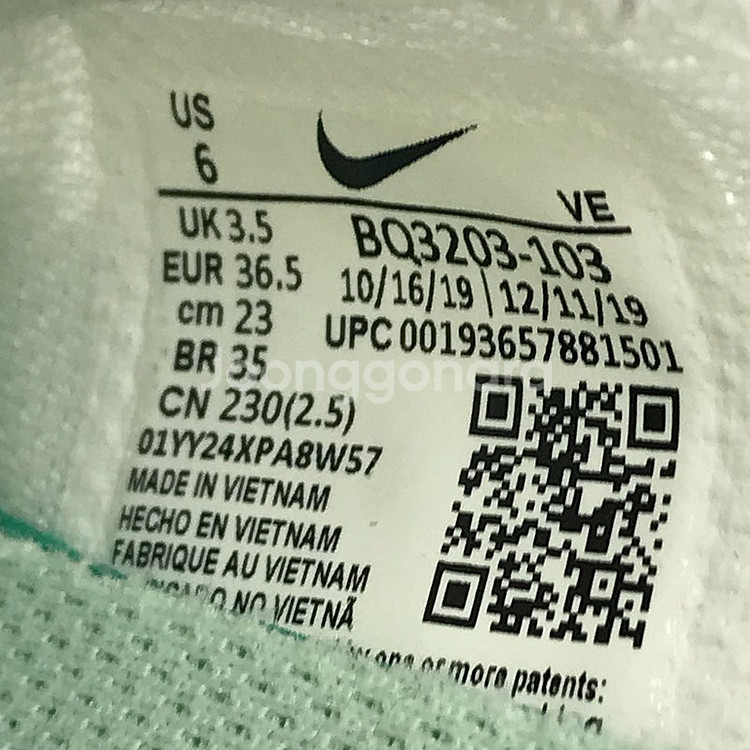 US
6
VE
UK 3.5
EUR 36.5
cm 23
BR 35
CN 230(2.5)
01YY24XPA8W57
BQ3203-103
10/16/19 | 12/11/19
UPC 00193657881501
MADE IN VIETNAM
HECHO EN VIETNAM
FABRIQUE AU VIETNAM
NO VIETNÃ
one or more patents:
Joonggonara